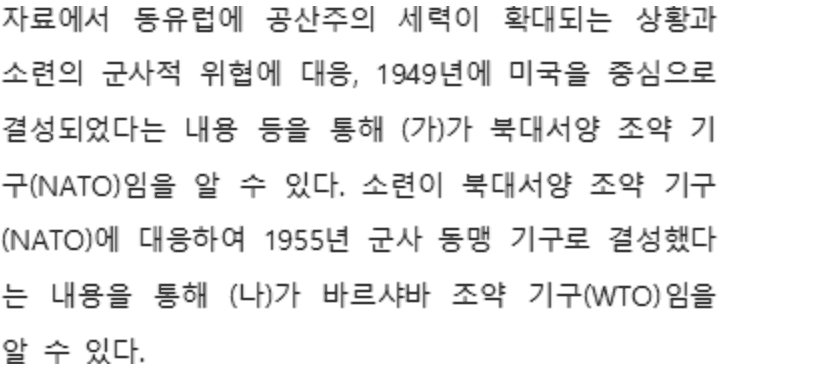 자료에서 동유럽에 공산주의 세력이 확대되는 상황과
소련의 군사적 위협에 대응, 1949년에 미국을 중심으로
결성되었다는 내용 등을 통해 (가)가 북대서양 조약 기
구(NATO)임을 알 수 있다. 소련이 북대서양 조약 기구
(NATO)에 대응하여 1955년 군사 동맹 기구로 결성했다
는 내용을 통해 (나)가 바르샤바 조약 기구(WTO)임을
알 수 있다.